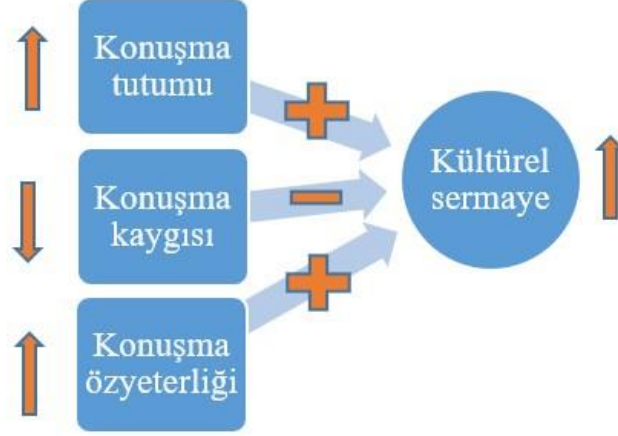 Konuşma
tutumu
Konuşma
kaygısı
Konuşma
özyeterliği
Kültürel
sermaye